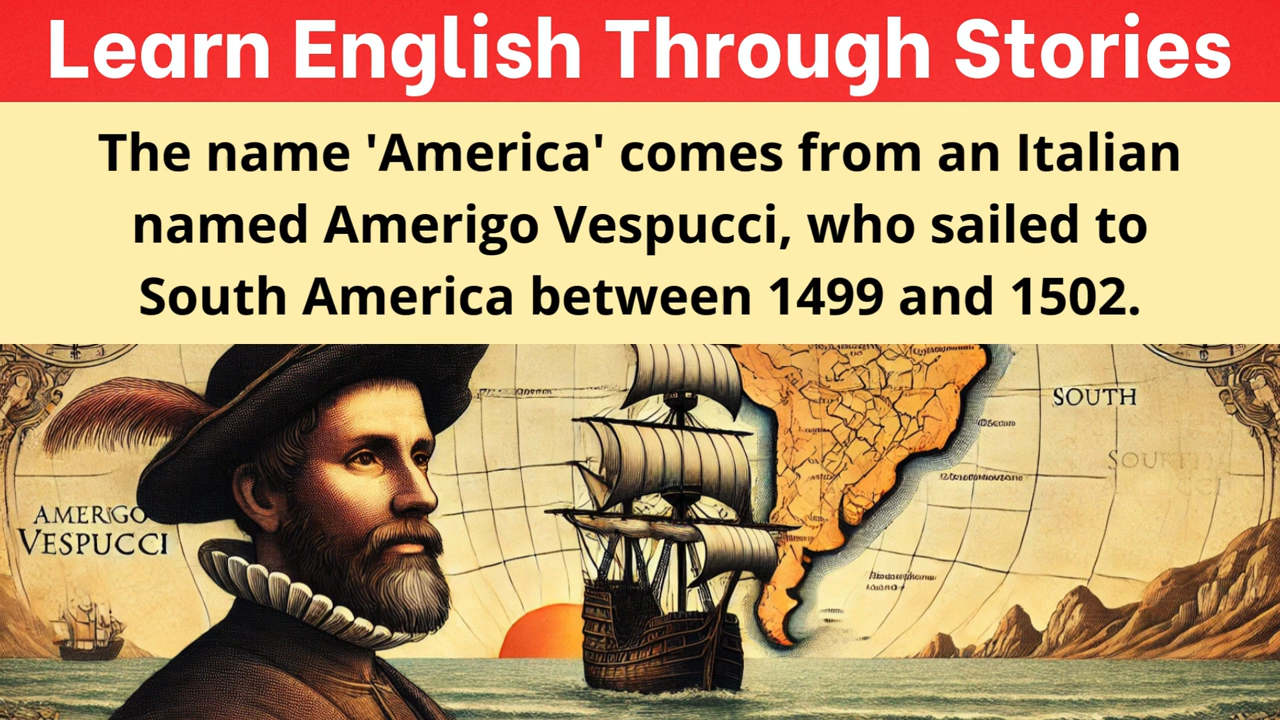 Learn English Through Stories
The name 'America' comes from an Italian
named Amerigo Vespucci, who sailed to
South America between 1499 and 1502.
SOUTH
AMERIGO
VESPUCCI